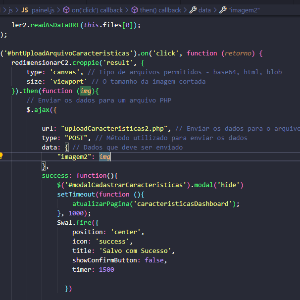 js > painel.js > on('click') callback > then() callback > data > "imagem2"
ler2.readAsDataURL(this.files[0]);
);
('#bntUploadArquivoCaracteristicas').on('click', function (retorno) {
redimensionarC2.croppie('result', {
type: 'canvas', // Tipo de arquivos permitidos - base64, html, blob
size: 'viewport' // O tamanho da imagem cortada
}).then(function (img){
// Enviar os dados para um arquivo PHP
$.ajax({
url: "uploadCaracteristicas2.php", // Enviar os dados para o arquivo
type: "POST", // Método utilizado para enviar os dados
data: { // Dados que deve ser enviado
"imagem2": img
},
success: function(){
$('#modalCadastrarCaracteristicas').modal('hide')
setTimeout(function (){
atualizarPagina('caracteristicasDashboard');
}, 1000);
Swal.fire({
position: 'center',
icon: 'success',
title: 'Salvo com Sucesso',
showConfirmButton: false,
timer: 1500
})